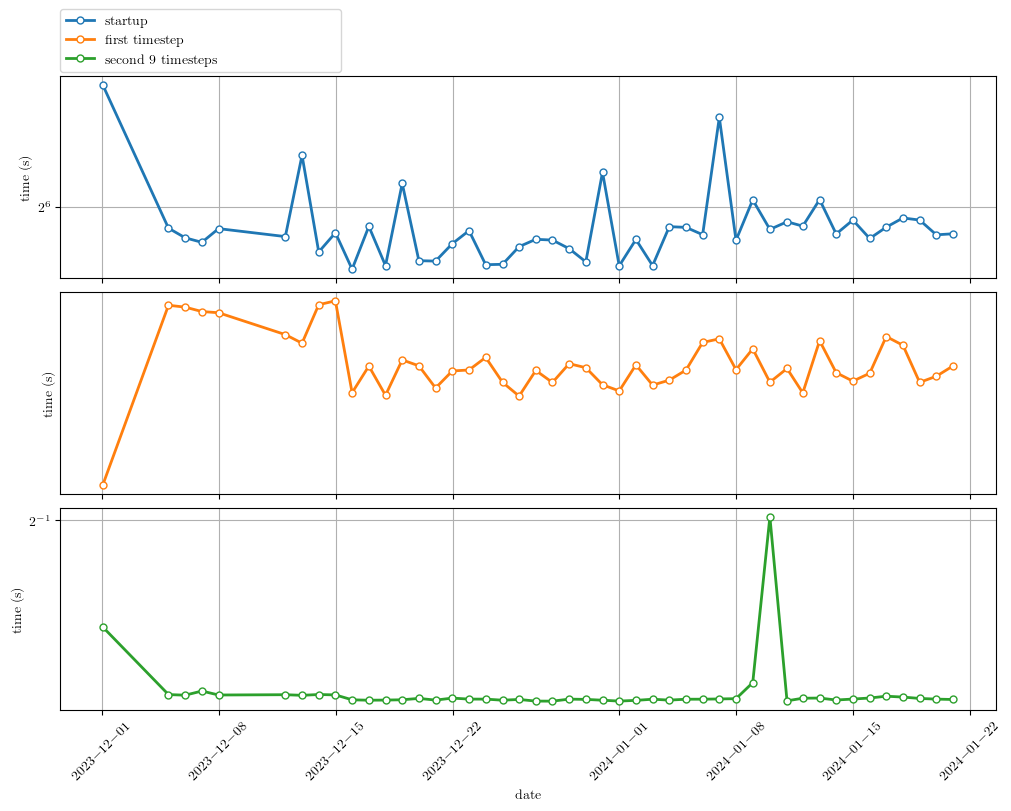 startup
first timestep
second 9 timesteps
time (s)
2^6
time (s)
2^{-1}
time (s)
2023-12-01
2023-12-08
2023-12-15
2023-12-22
2024-01-01
2024-01-08
2024-01-15
2024-01-22
date